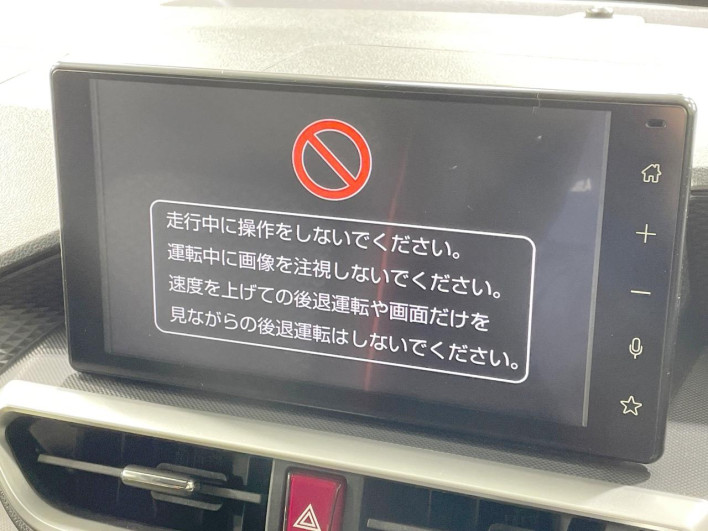 走行中に操作をしないでください。
運転中に画像を注視しないでください。
速度を上げての後退運転や画面だけを
見ながらの後退運転はしないでください。